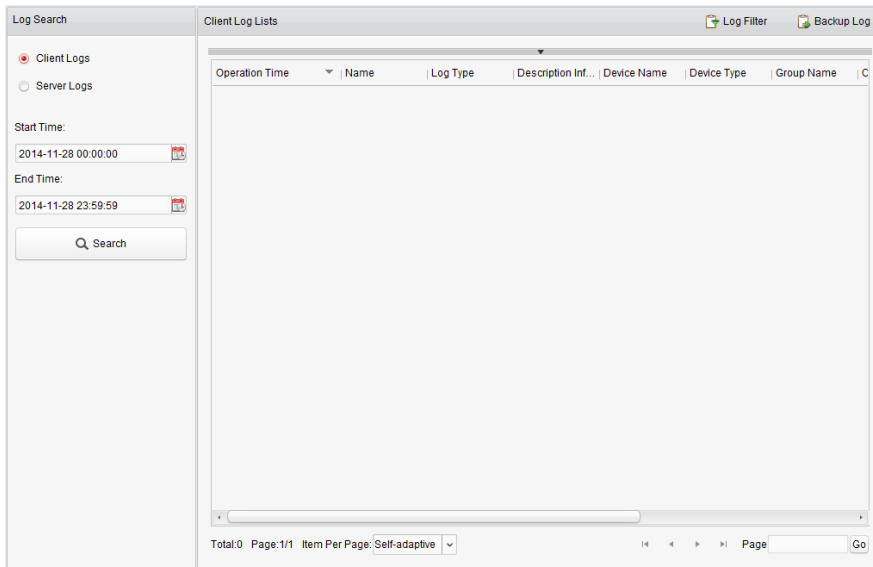 Log Search
Client Logs
Server Logs
Start Time:
2014-11-28 00:00:00
End Time:
2014-11-28 23:59:59
Search
Client Log Lists
Log Filter
Backup Log
Operation Time Name Log Type Description Inf... Device Name Device Type Group Name C
Total:0 Page:1/1 Item Per Page: Self-adaptive Page Go